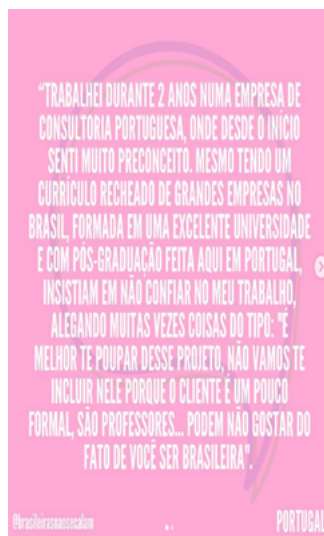 “TRABALHEI DURANTE 2 ANOS NUMA EMPRESA DE
CONSULTORIA PORTUGUESA, ONDE DESDE O INÍCIO
SENTI MUITO PRECONCEITO. MESMO TENDO UM
CURRÍCULO RECHEADO DE GRANDES EMPRESAS NO
BRASIL, FORMADA EM UMA EXCELENTE UNIVERSIDADE
E COM PÓS-GRADUAÇÃO FEITA AQUI EM PORTUGAL,
INSISTIAM EM NÃO CONFIAR NO MEU TRABALHO,
ALEGANDO MUITAS VEZES COISAS DO TIPO: "É
MELHOR TE POUPAR DESSE PROJETO, NÃO VAMOS TE
INCLUIR NELE PORQUE O CLIENTE É UM POUCO
FORMAL, SÃO PROFESSORES... PODEM NÃO GOSTAR DO
FATO DE VOCÊ SER BRASILEIRA".
@brasileirasnaosecalam
PORTUGAL